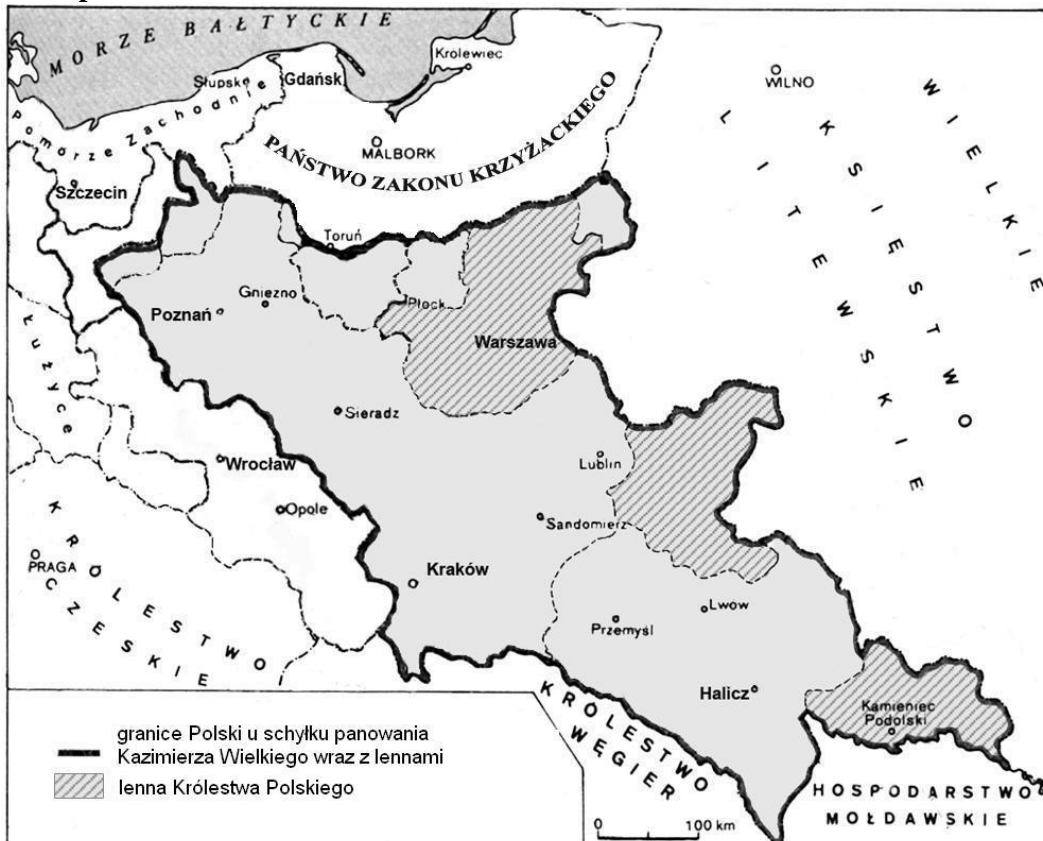 MORZE BAŁTYCKIE
Królewiec
Słupsk
Gdańsk
WILNO
Pomorze Zachodnie
MALBORK
PAŃSTWO ZAKONU KRZYŻACKIEGO
WIELKIE
KSIĘSTWO
LITEWSKIE
Szczecin
Toruń
Gniezno
Płock
Poznań
Warszawa
Łużyce
Sieradz
Wrocław
Lublin
Opole
Sandomierz
KRÓLESTWO
CZESKIE
PRAGA
Kraków
Lwów
Przemyśl
Halicz
Kamieniec
Podolski
KRÓLESTWO
WĘGIER
HOSPODARSTWO
MOŁDAWSKIE
granice Polski u schyłku panowania
Kazimierza Wielkiego wraz z lennami
lenna Królestwa Polskiego
0 100 km